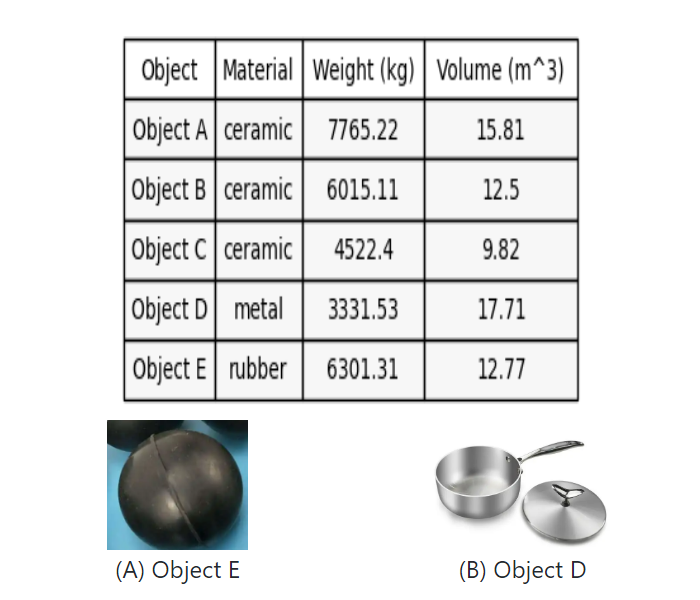 Object Material Weight (kg) Volume (m^3)
Object A ceramic 7765.22 15.81
Object B ceramic 6015.11 12.5
Object C ceramic 4522.4 9.82
Object D metal 3331.53 17.71
Object E rubber 6301.31 12.77
(A) Object E (B) Object D